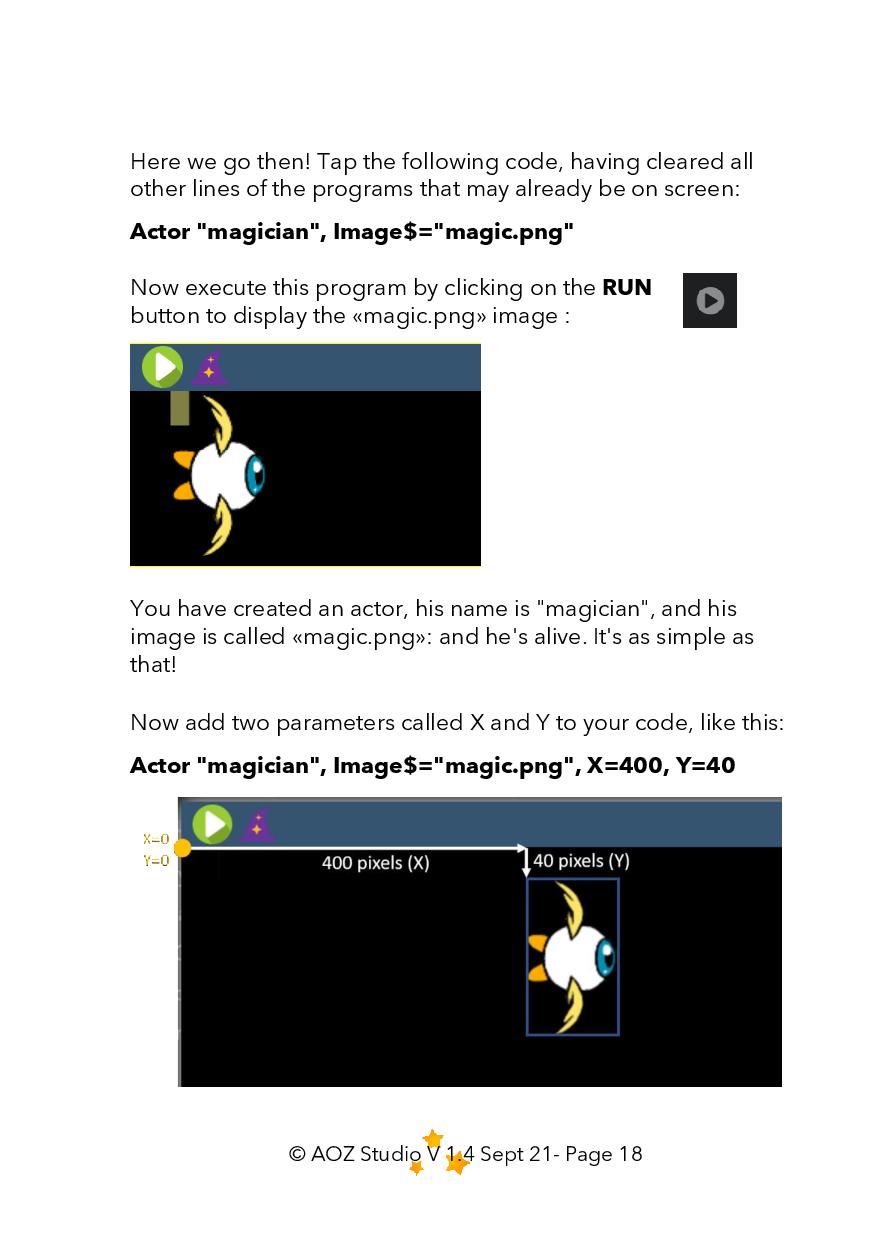 Here we go then! Tap the following code, having cleared all
other lines of the programs that may already be on screen:
Actor "magician", Image$="magic.png"
Now execute this program by clicking on the RUN
button to display the «magic.png» image :
You have created an actor, his name is "magician", and his
image is called «magic.png»: and he's alive. It's as simple as
that!
Now add two parameters called X and Y to your code, like this:
Actor "magician", Image$="magic.png", X=400, Y=40
X=0
Y=0
400 pixels (X)
40 pixels (Y)
© AOZ Studio V 1.4 Sept 21- Page 18